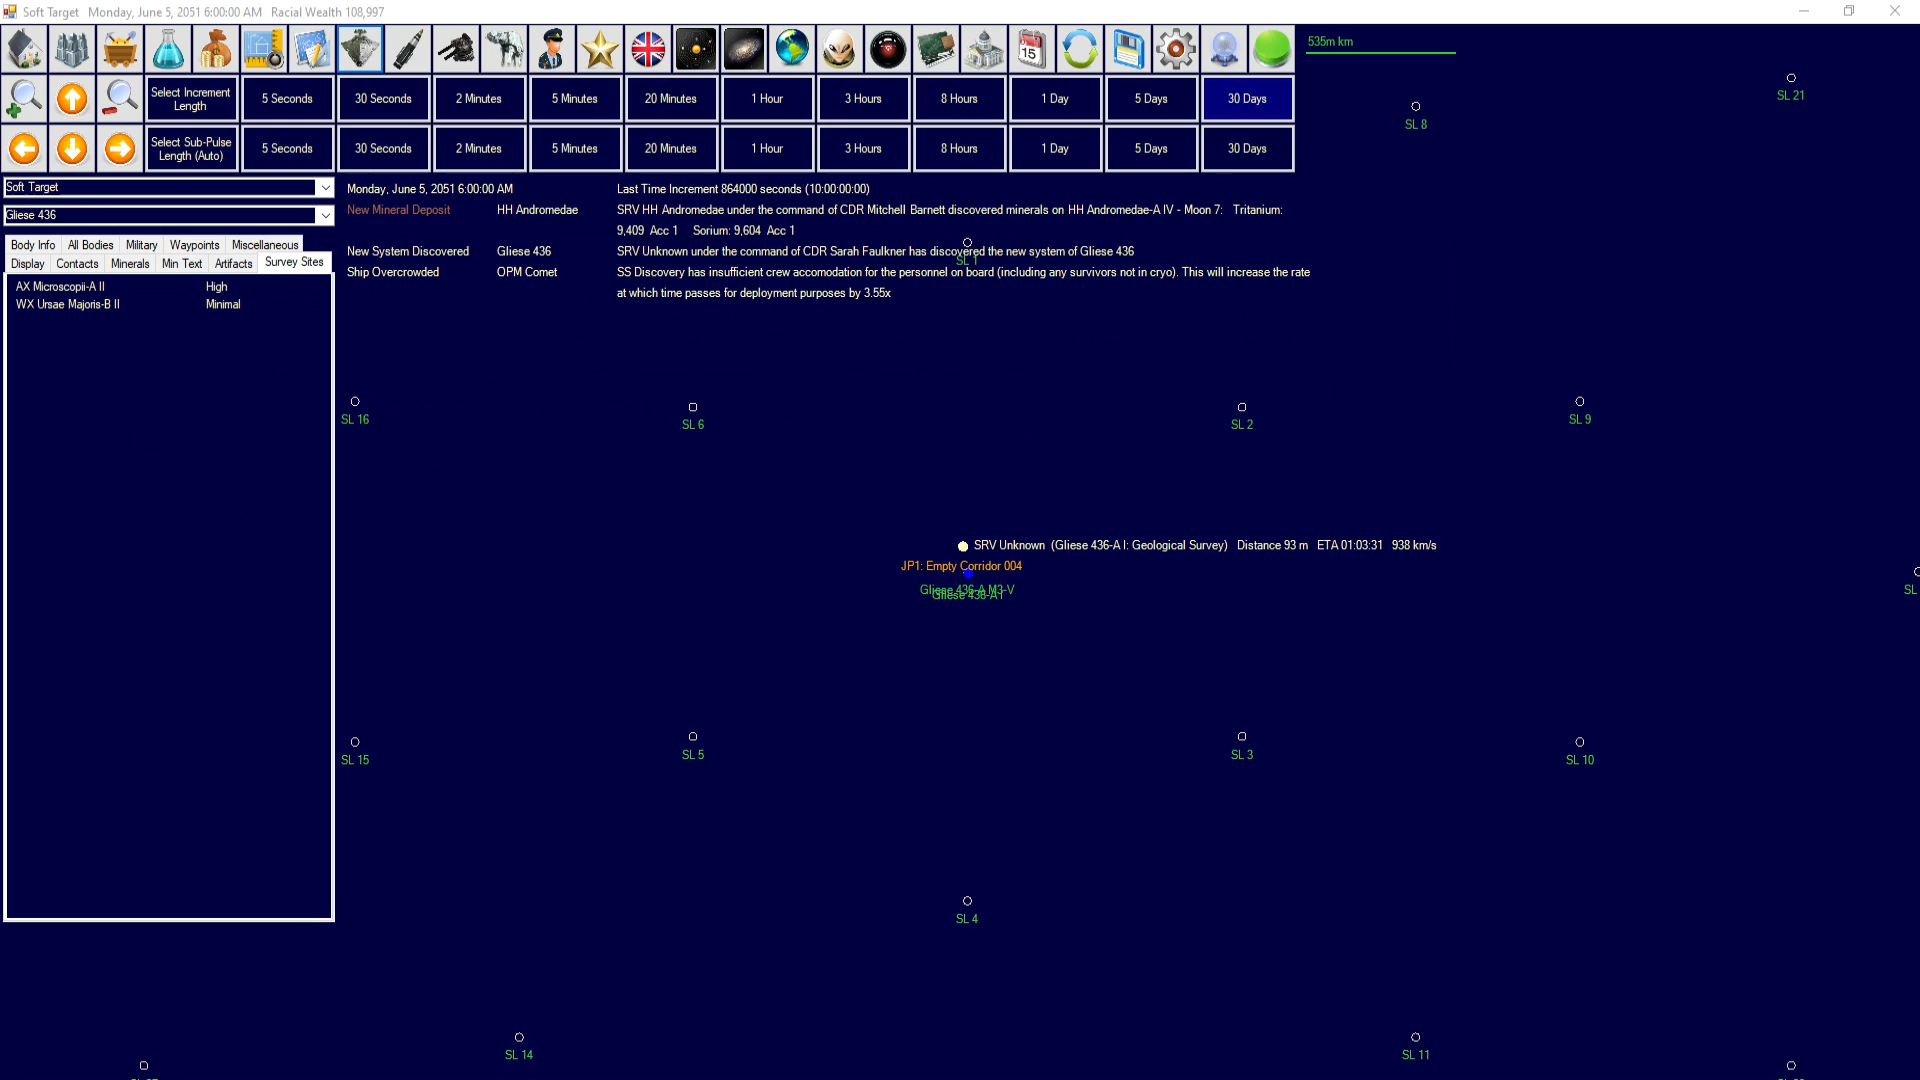 Soft Target   Monday, June 5, 2051 6:00:00 AM   Racial Wealth 108,997
15
535m km
Select Increment Length
5 Seconds
30 Seconds
2 Minutes
5 Minutes
20 Minutes
1 Hour
3 Hours
8 Hours
1 Day
5 Days
30 Days
Select Sub-Pulse Length (Auto)
5 Seconds
30 Seconds
2 Minutes
5 Minutes
20 Minutes
1 Hour
3 Hours
8 Hours
1 Day
5 Days
30 Days
Soft Target
Gliese 436
Body Info
All Bodies
Military
Waypoints
Miscellaneous
Display
Contacts
Minerals
Min Text
Artifacts
Survey Sites
AX Microscopii-A II   High
WX Ursae Majoris-B II   Minimal
Monday, June 5, 2051 6:00:00 AM   Last Time Increment 864000 seconds (10:00:00:00)
New Mineral Deposit   HH Andromedae   SRV HH Andromedae under the command of CDR Mitchell Barnett discovered minerals on HH Andromedae-A IV - Moon 7:   Tritanium:
9,409  Acc 1   Sorium: 9,604  Acc 1
New System Discovered   Gliese 436   SRV Unknown under the command of CDR Sarah Faulkner has discovered the new system of Gliese 436
Ship Overcrowded   OPM Comet   SS Discovery has insufficient crew accomodation for the personnel on board (including any survivors not in cryo). This will increase the rate
at which time passes for deployment purposes by 3.55x
SL 21
SL 8
SL 1
SL 16
SL 6
SL 2
SL 9
SRV Unknown  (Gliese 436-A I: Geological Survey)   Distance 93 m   ETA 01:03:31   938 km/s
JP1: Empty Corridor 004
Gliese 436-A M3-V
Gliese 436-A I
SL
SL 15
SL 5
SL 3
SL 10
SL 4
SL 14
SL 11